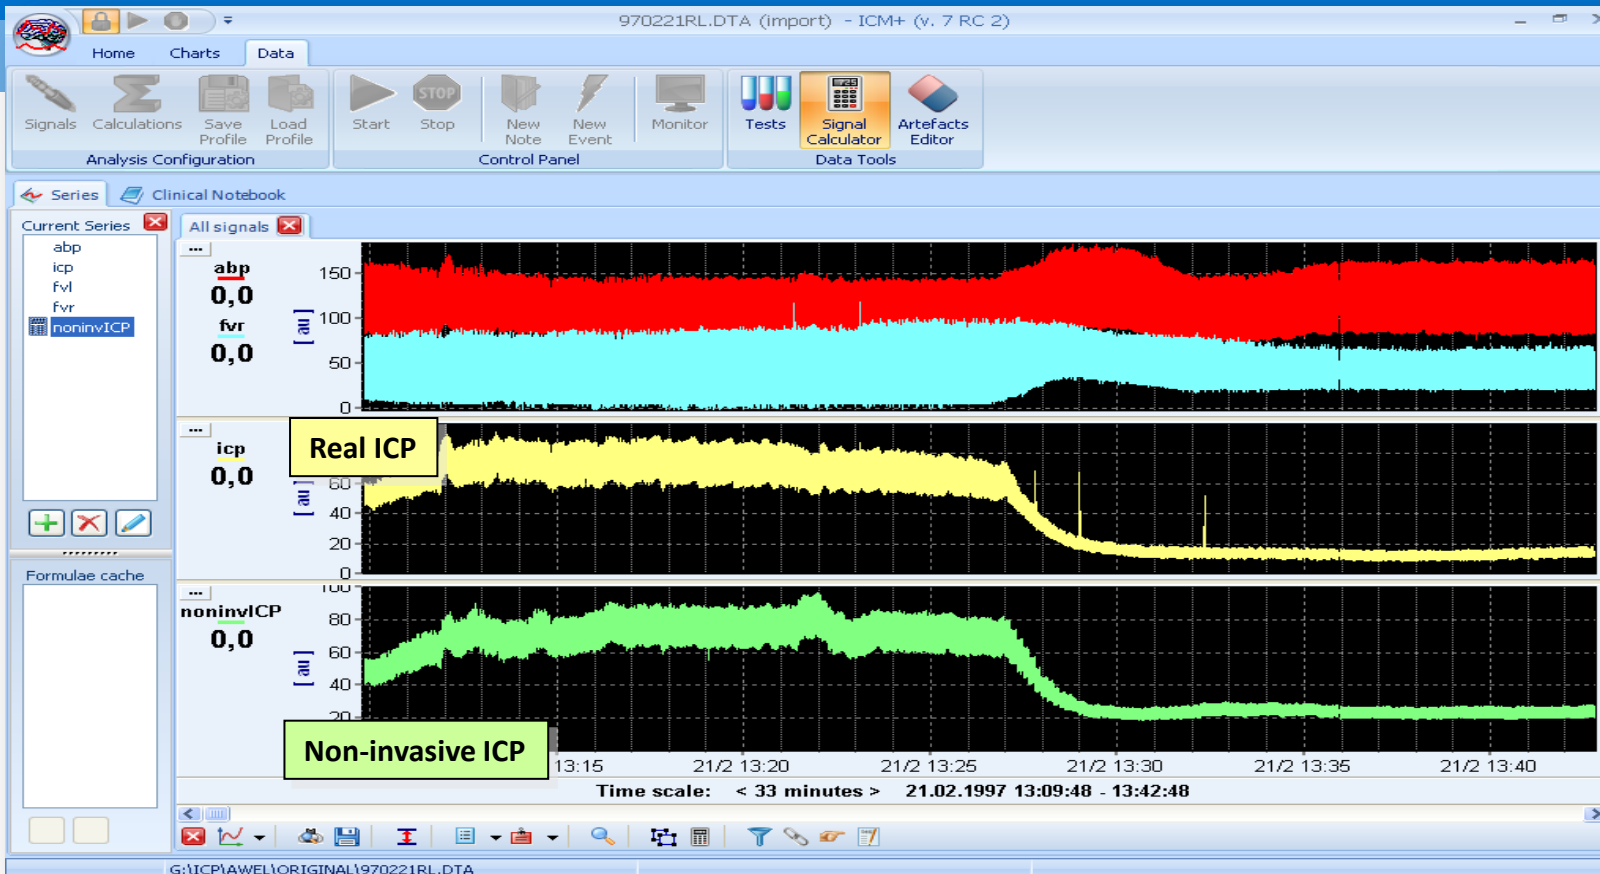 970221RL.DTA (import) - ICM+ (v. 7 RC 2)
Home Charts Data
Signals Calculations Save Profile Load Profile Start Stop New Note New Event Monitor Tests Signal Calculator Artefacts Editor
STOP
Analysis Configuration Control Panel Data Tools
Series Clinical Notebook
Current Series
abp
icp
fvl
fvr
noninvICP
Formulae cache
All signals
abp
0,0
fvr
0,0
[ au ]
150
100
50
0
Real ICP
icp
0,0
[ au ]
60
40
20
0
noninvICP
0,0
[ au ]
100
80
60
40
20
Non-invasive ICP
13:15 21/2 13:20 21/2 13:25 21/2 13:30 21/2 13:35 21/2 13:40
Time scale: < 33 minutes > 21.02.1997 13:09:48 - 13:42:48
G:\ICP\AWEL\ORIGINAL\970221RL.DTA